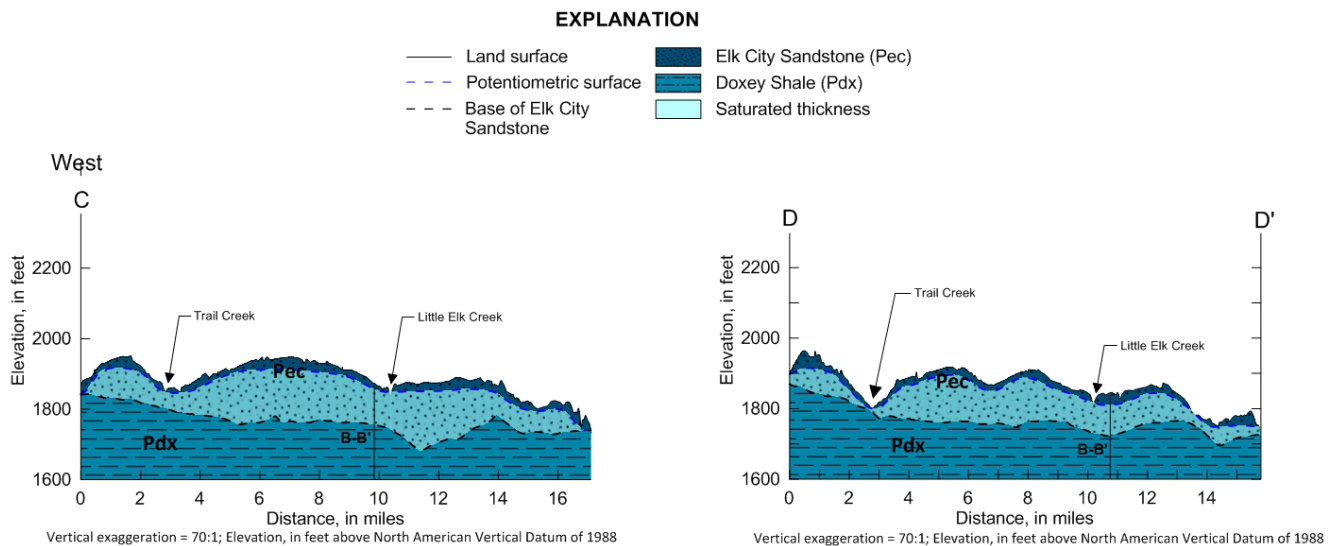 EXPLANATION
Land surface
Potentiometric surface
Base of Elk City
Sandstone
Elk City Sandstone (Pec)
Doxey Shale (Pdx)
Saturated thickness
West
C
Elevation, in feet
2200
2000
1800
1600
Trail Creek
Little Elk Creek
Pec
Pdx
B-B'
0 2 4 6 8 10 12 14 16
Distance, in miles
Vertical exaggeration = 70:1; Elevation, in feet above North American Vertical Datum of 1988
D
D'
Elevation, in feet
2200
2000
1800
1600
Trail Creek
Little Elk Creek
Pec
Pdx
B-B'
0 2 4 6 8 10 12 14
Distance, in miles
Vertical exaggeration = 70:1; Elevation, in feet above North American Vertical Datum of 1988